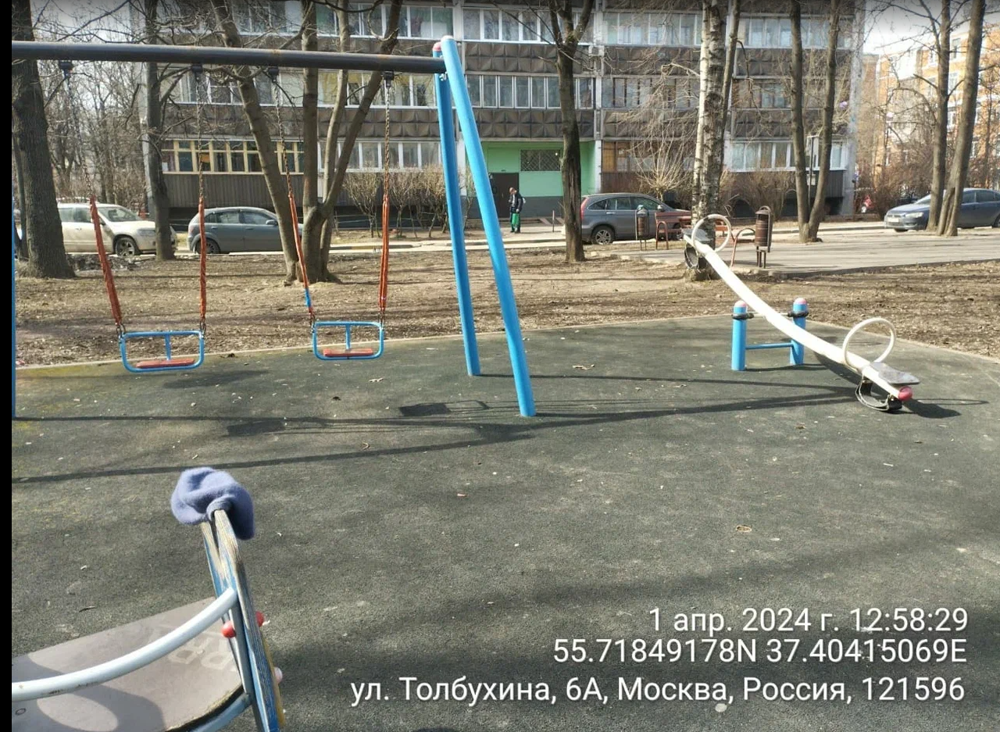 1 апр. 2024 г. 12:58:29
55.71849178N 37.40415069E
ул. Толбухина, 6А, Москва, Россия, 121596